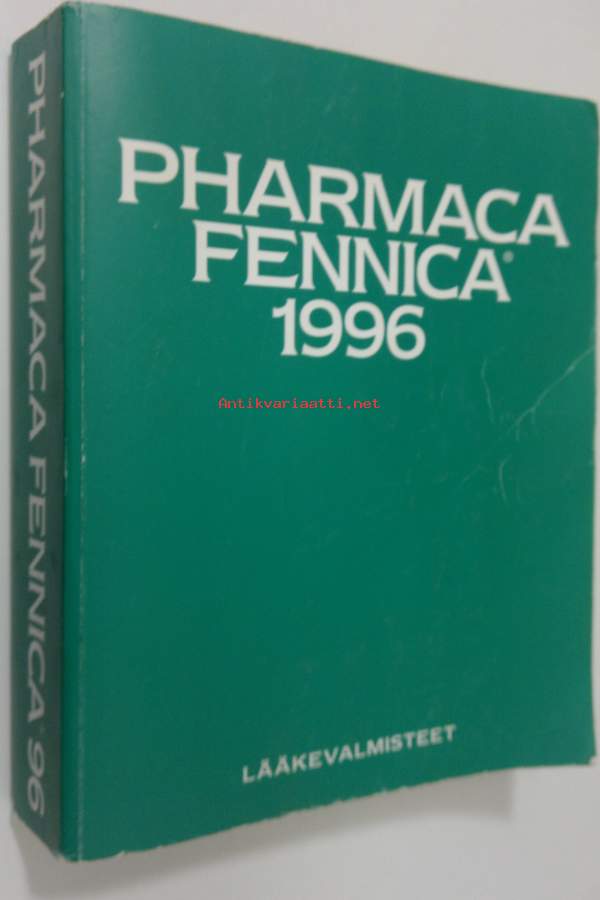 PHARMACA FENNICA® 96
PHARMACA
FENNICA®
1996
Antikvariaatti.net
LÄÄKEVALMISTEET